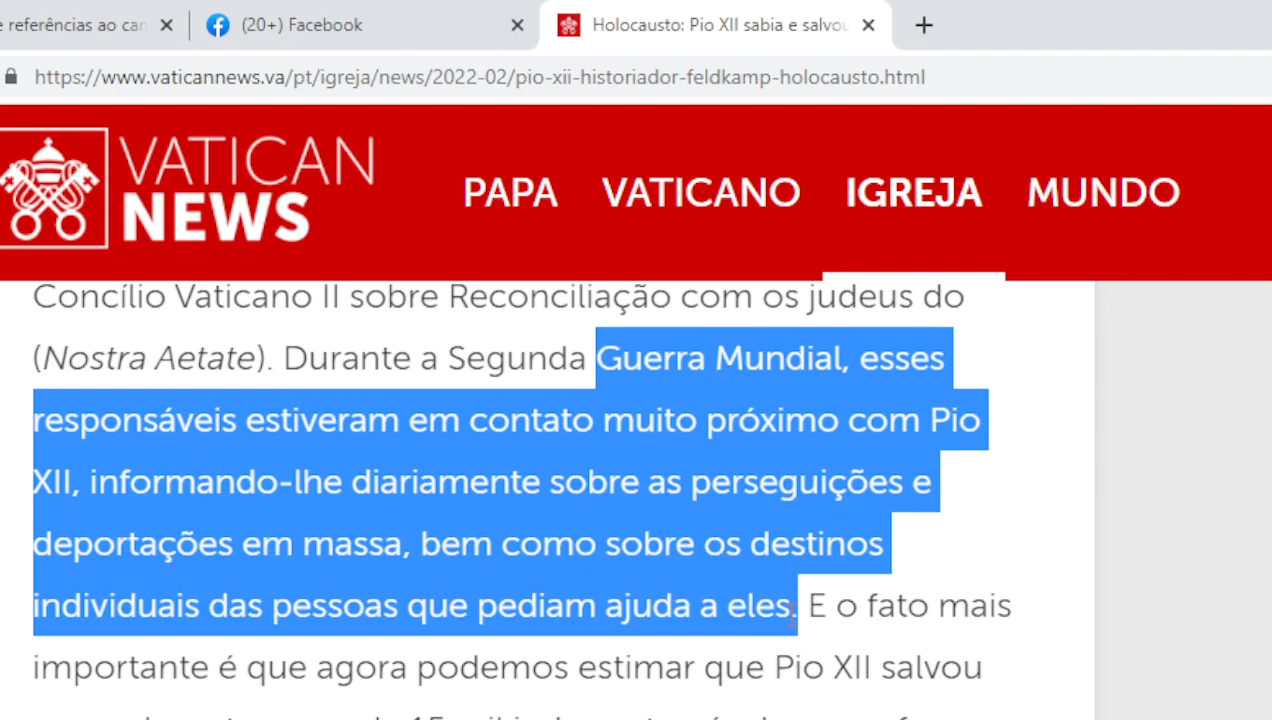 e referências ao can
(20+) Facebook
Holocausto: Pio XII sabia e salvou
https://www.vaticannews.va/pt/igreja/news/2022-02/pio-xii-historiador-feldkamp-holocausto.html
VATICAN
NEWS
PAPA VATICANO IGREJA MUNDO
Concílio Vaticano II sobre Reconciliação com os judeus do
(Nostra Aetate). Durante a Segunda Guerra Mundial, esses
responsáveis estiveram em contato muito próximo com Pio
XII, informando-lhe diariamente sobre as perseguições e
deportações em massa, bem como sobre os destinos
individuais das pessoas que pediam ajuda a eles. E o fato mais
importante é que agora podemos estimar que Pio XII salvou